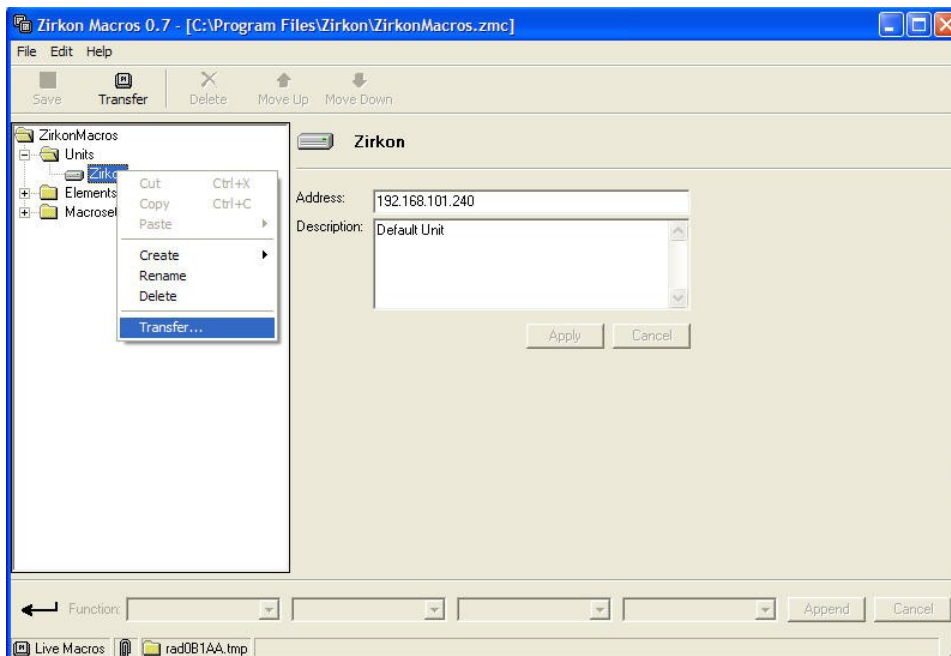 Zirkon Macros 0.7 - [C:\Program Files\Zirkon\ZirkonMacros.zmc]
File Edit Help
Save Transfer Delete Move Up Move Down
ZirkonMacros
Units
Zirko
Elements
Macrose
Cut Ctrl+X
Copy Ctrl+C
Paste
Create
Rename
Delete
Transfer...
Zirkon
Address: 192.168.101.240
Description: Default Unit
Apply Cancel
Function: Append Cancel
Live Macros rad0B1AA.tmp